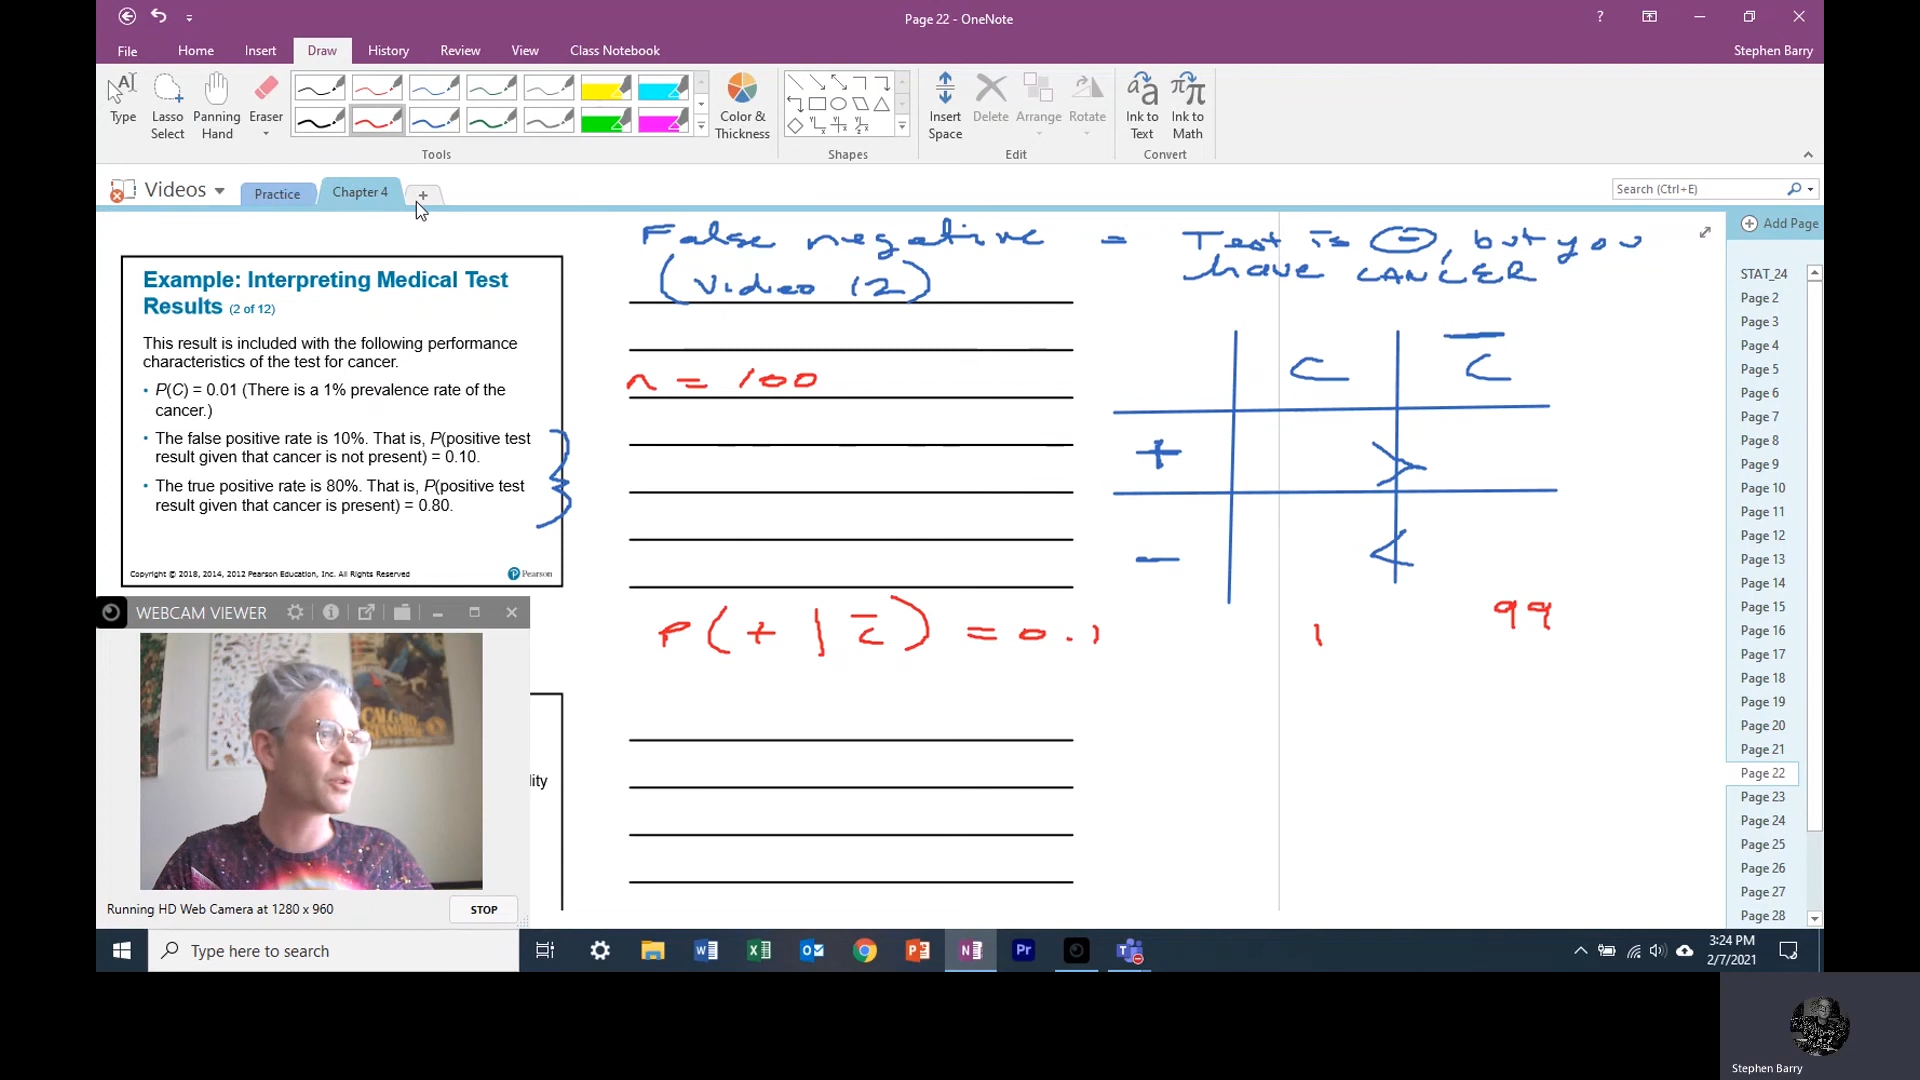 Page 22 - OneNote
File Home Insert Draw History Review View Class Notebook Stephen Barry
Type Lasso Select Panning Hand Eraser Color & Thickness Insert Space Delete Arrange Rotate Ink to Text Ink to Math
Tools Shapes Edit Convert
Videos Practice Chapter 4 Search (Ctrl+E)
Add Page
STAT_24
Page 2
Page 3
Page 4
Page 5
Page 6
Page 7
Page 8
Page 9
Page 10
Page 11
Page 12
Page 13
Page 14
Page 15
Page 16
Page 17
Page 18
Page 19
Page 20
Page 21
Page 22
Page 23
Page 24
Page 25
Page 26
Page 27
Page 28
Example: Interpreting Medical Test
Results (2 of 12)
This result is included with the following performance
characteristics of the test for cancer.
• P(C) = 0.01 (There is a 1% prevalence rate of the
cancer.)
• The false positive rate is 10%. That is, P(positive test
result given that cancer is not present) = 0.10.
• The true positive rate is 80%. That is, P(positive test
result given that cancer is present) = 0.80.
Copyright © 2018, 2014, 2012 Pearson Education, Inc. All Rights Reserved Pearson
False negative = Test is ⊖, but you
(Video 12) have CANCER
n = 100
C C̅
+ >
- <
P(+ | C̅) = 0.1
1 99
WEBCAM VIEWER
CALGARY
STAMPEDE
lity
Running HD Web Camera at 1280 x 960 STOP
Type here to search
Pr
3:24 PM
2/7/2021
Stephen Barry